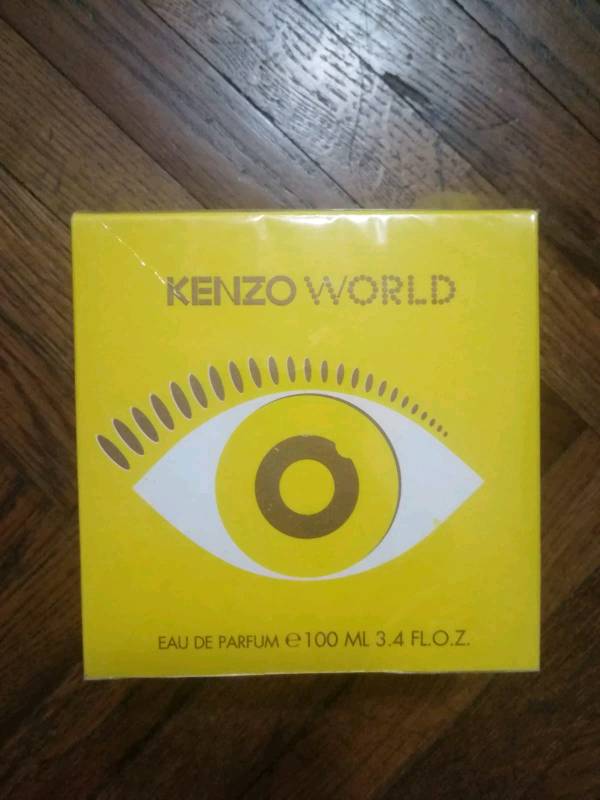 KENZO WORLD
EAU DE PARFUM ℮ 100 ML 3.4 FL.O.Z.